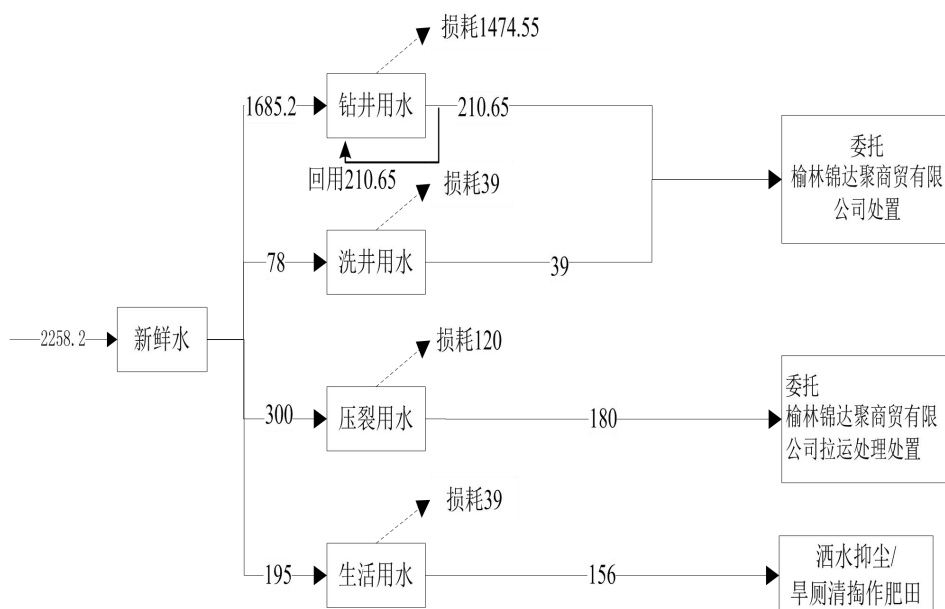 损耗1474.55
1685.2
钻井用水
210.65
回用210.65
委托
榆林锦达聚商贸有限
公司处置
损耗39
78
洗井用水
39
2258.2
新鲜水
损耗120
300
压裂用水
180
委托
榆林锦达聚商贸有限
公司拉运处理处置
损耗39
195
生活用水
156
洒水抑尘/
旱厕清掏作肥田